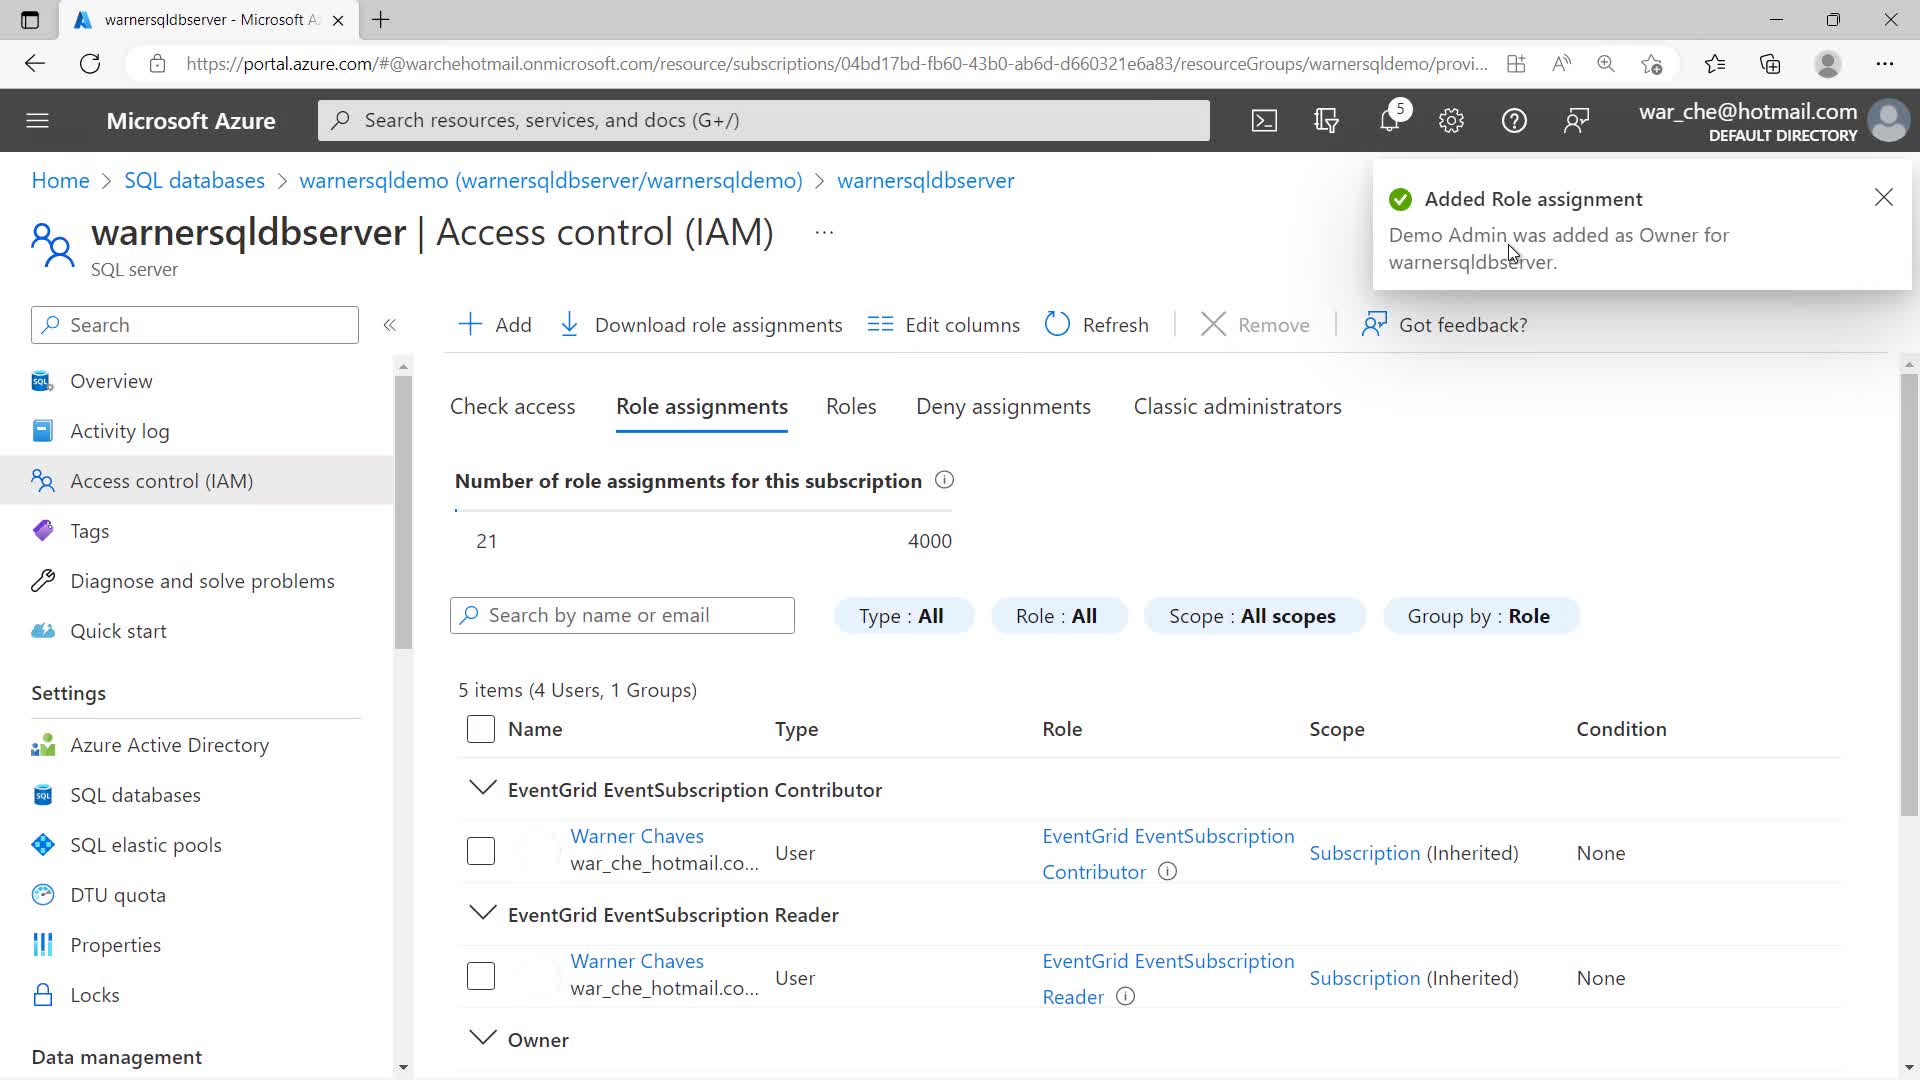 warnersqldbserver - Microsoft A
https://portal.azure.com/#@warchehotmail.onmicrosoft.com/resource/subscriptions/04bd17bd-fb60-43b0-ab6d-d660321e6a83/resourceGroups/warnersqldemo/provi...
Microsoft Azure
Search resources, services, and docs (G+/)
5
war_che@hotmail.com
DEFAULT DIRECTORY
Home > SQL databases > warnersqldemo (warnersqldbserver/warnersqldemo) > warnersqldbserver
Added Role assignment
Demo Admin was added as Owner for
warnersqldbserver.
warnersqldbserver | Access control (IAM) ...
SQL server
Search
Add
Download role assignments
Edit columns
Refresh
Remove
Got feedback?
Overview
Activity log
Access control (IAM)
Tags
Diagnose and solve problems
Quick start
Settings
Azure Active Directory
SQL databases
SQL elastic pools
DTU quota
Properties
Locks
Data management
Check access
Role assignments
Roles
Deny assignments
Classic administrators
Number of role assignments for this subscription
21
4000
Search by name or email
Type : All
Role : All
Scope : All scopes
Group by : Role
5 items (4 Users, 1 Groups)
Name Type Role Scope Condition
EventGrid EventSubscription Contributor
Warner Chaves
war_che_hotmail.co...
User
EventGrid EventSubscription
Contributor
Subscription (Inherited)
None
EventGrid EventSubscription Reader
Warner Chaves
war_che_hotmail.co...
User
EventGrid EventSubscription
Reader
Subscription (Inherited)
None
Owner